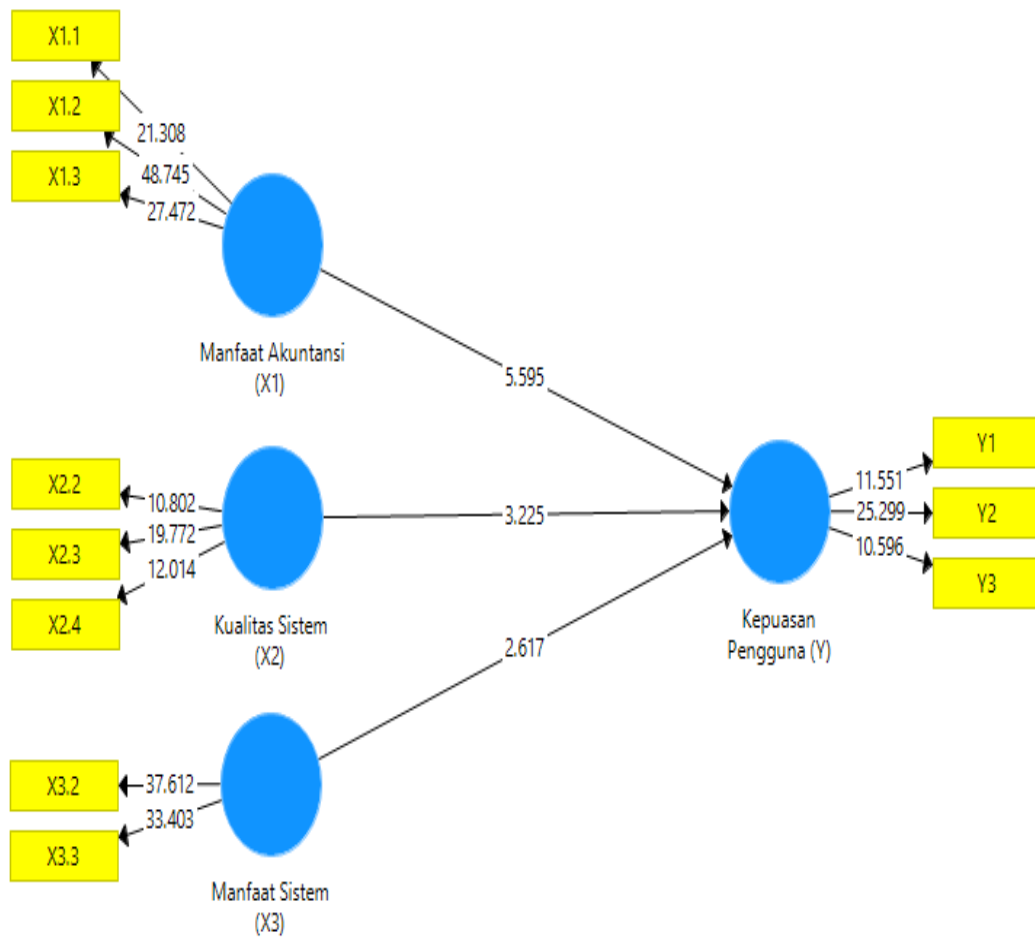 X1.1
X1.2
X1.3
21.308
48.745
27.472
Manfaat Akuntansi
(X1)
5.595
X2.2
X2.3
X2.4
10.802
19.772
12.014
Kualitas Sistem
(X2)
3.225
X3.2
X3.3
37.612
33.403
Manfaat Sistem
(X3)
2.617
Kepuasan
Pengguna (Y)
11.551
25.299
10.596
Y1
Y2
Y3